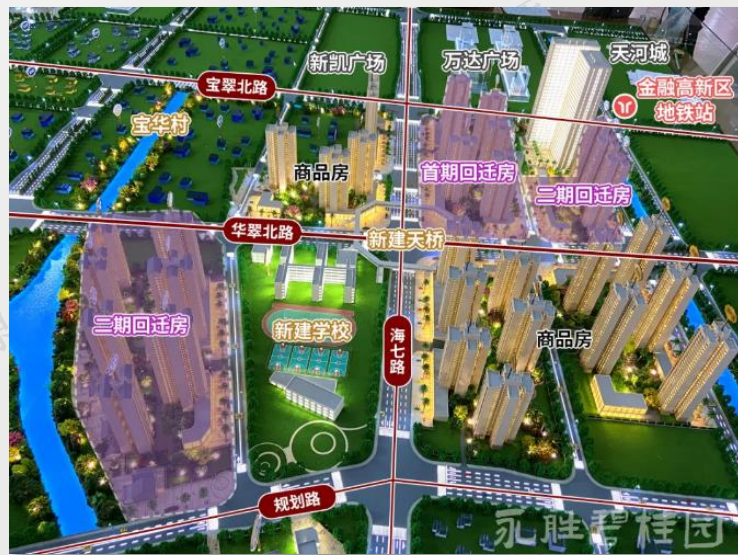 新凯广场
万达广场
天河城
宝翠北路
金融高新区
地铁站
宝华村
商品房
首期回迁房
二期回迁房
华翠北路
新建天桥
二期回迁房
新建学校
海七路
商品房
规划路
永胜碧桂园